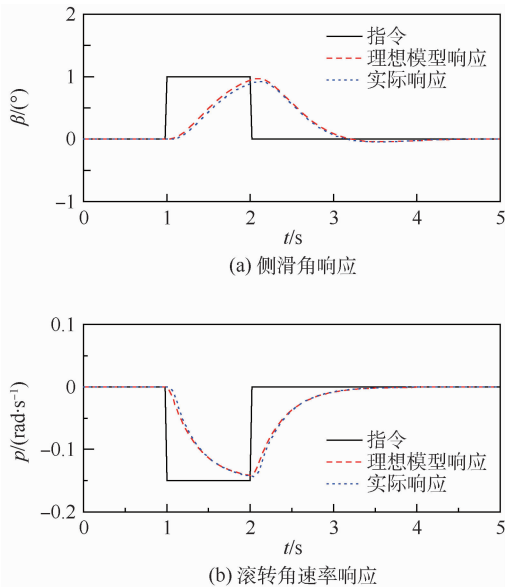 2
指令
理想模型响应
实际响应
1
β/(°)
0
−1
0 1 2 3 4 5
t/s
(a) 侧滑角响应
0.1
0
p/(rad·s⁻¹)
−0.1
指令
理想模型响应
实际响应
−0.2
0 1 2 3 4 5
t/s
(b) 滚转角速率响应